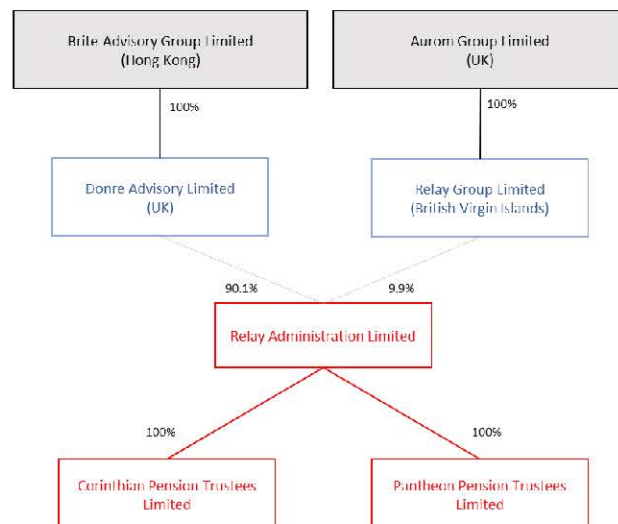 Brite Advisory Group Limited
(Hong Kong)
Aurom Group Limited
(UK)
100%
100%
Donre Advisory Limited
(UK)
Relay Group Limited
(British Virgin Islands)
90.1%
9.9%
Relay Administration Limited
100%
100%
Corinthian Pension Trustees
Limited
Pantheon Pension Trustees
Limited